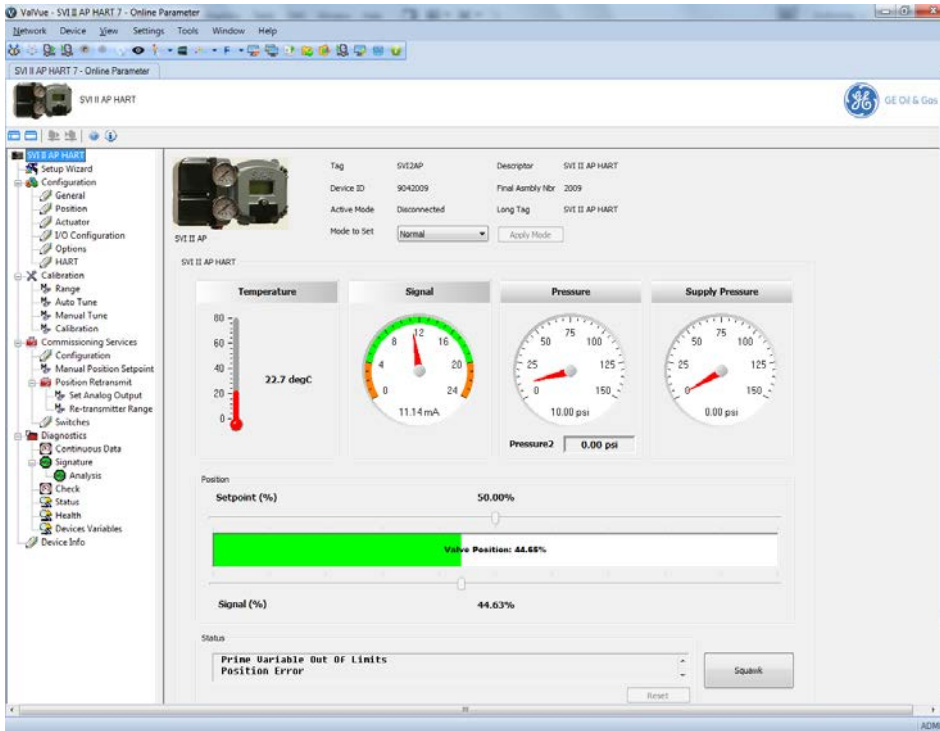 ValVue - SVI II AP HART 7 - Online Parameter
Network Device View Settings Tools Window Help
SVI II AP HART 7 - Online Parameter
SVI II AP HART
GE Oil & Gas
SVI II AP HART
Setup Wizard
Configuration
General
Position
Actuator
I/O Configuration
Options
HART
Calibration
Range
Auto Tune
Manual Tune
Calibration
Commissioning Services
Configuration
Manual Position Setpoint
Position Retransmit
Set Analog Output
Re-transmitter Range
Switches
Diagnostics
Continuous Data
Signature
Analysis
Check
Status
Health
Devices Variables
Device Info
SVI II AP
Tag SVI2AP Descriptor SVI II AP HART
Device ID 9042009 Final Asmbly Nbr 2009
Active Mode Disconnected Long Tag SVI II AP HART
Mode to Set Normal Apply Mode
SVI II AP HART
Temperature Signal Pressure Supply Pressure
80
60
40
20
0
22.7 degC
0 4 8 12 16 20 24
11.14 mA
0 25 50 75 100 125 150
10.00 psi
Pressure2 0.00 psi
0 25 50 75 100 125 150
0.00 psi
Position
Setpoint (%) 50.00%
Valve Position: 44.65%
Signal (%) 44.63%
Status
Prime Variable Out Of Limits
Position Error
Squawk
Reset
ADMI